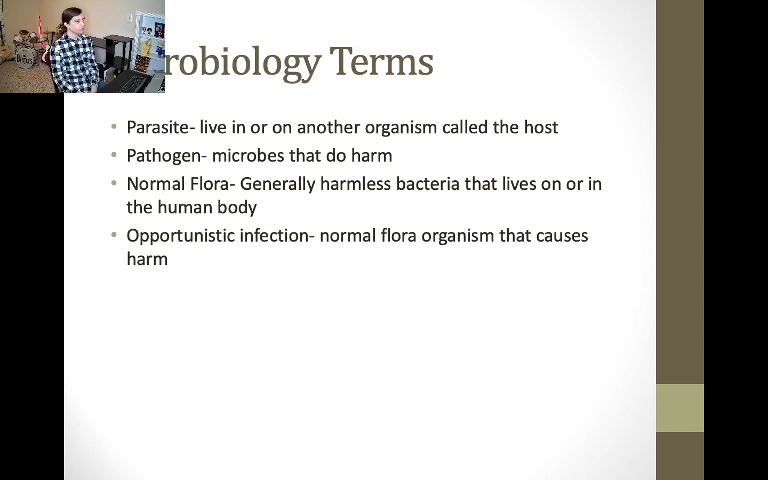 robiology Terms
• Parasite- live in or on another organism called the host
• Pathogen- microbes that do harm
• Normal Flora- Generally harmless bacteria that lives on or in
the human body
• Opportunistic infection- normal flora organism that causes
harm